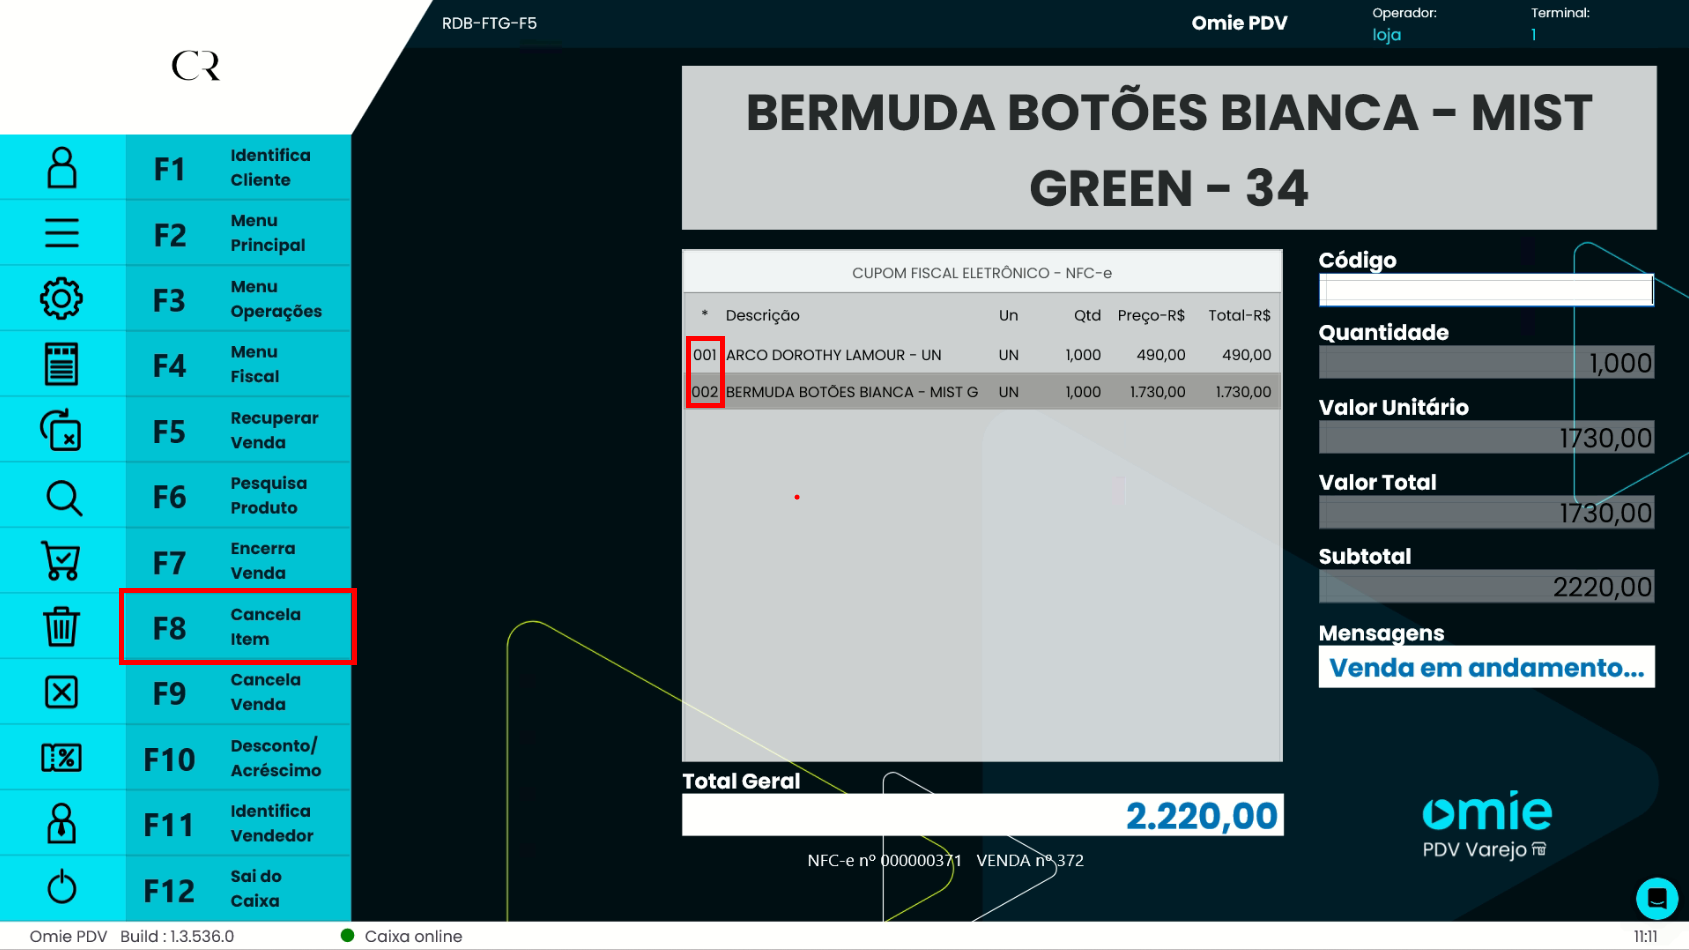 RDB-FTG-F5
Omie PDV
Operador:
loja
Terminal:
1
CR
BERMUDA BOTÕES BIANCA - MIST
GREEN - 34
F1 Identifica
Cliente
F2 Menu
Principal
F3 Menu
Operações
F4 Menu
Fiscal
F5 Recuperar
Venda
F6 Pesquisa
Produto
F7 Encerra
Venda
F8 Cancela
Item
F9 Cancela
Venda
F10 Desconto/
Acréscimo
F11 Identifica
Vendedor
F12 Sai do
Caixa
CUPOM FISCAL ELETRÔNICO - NFC-e
* Descrição Un Qtd Preço-R$ Total-R$
001 ARCO DOROTHY LAMOUR - UN UN 1,000 490,00 490,00
002 BERMUDA BOTÕES BIANCA - MIST G UN 1,000 1.730,00 1.730,00
Total Geral
2.220,00
NFC-e nº 000000371 VENDA nº 372
Código
Quantidade
1,000
Valor Unitário
1730,00
Valor Total
1730,00
Subtotal
2220,00
Mensagens
Venda em andamento...
omie
PDV Varejo
Omie PDV Build : 1.3.536.0
Caixa online
11:11